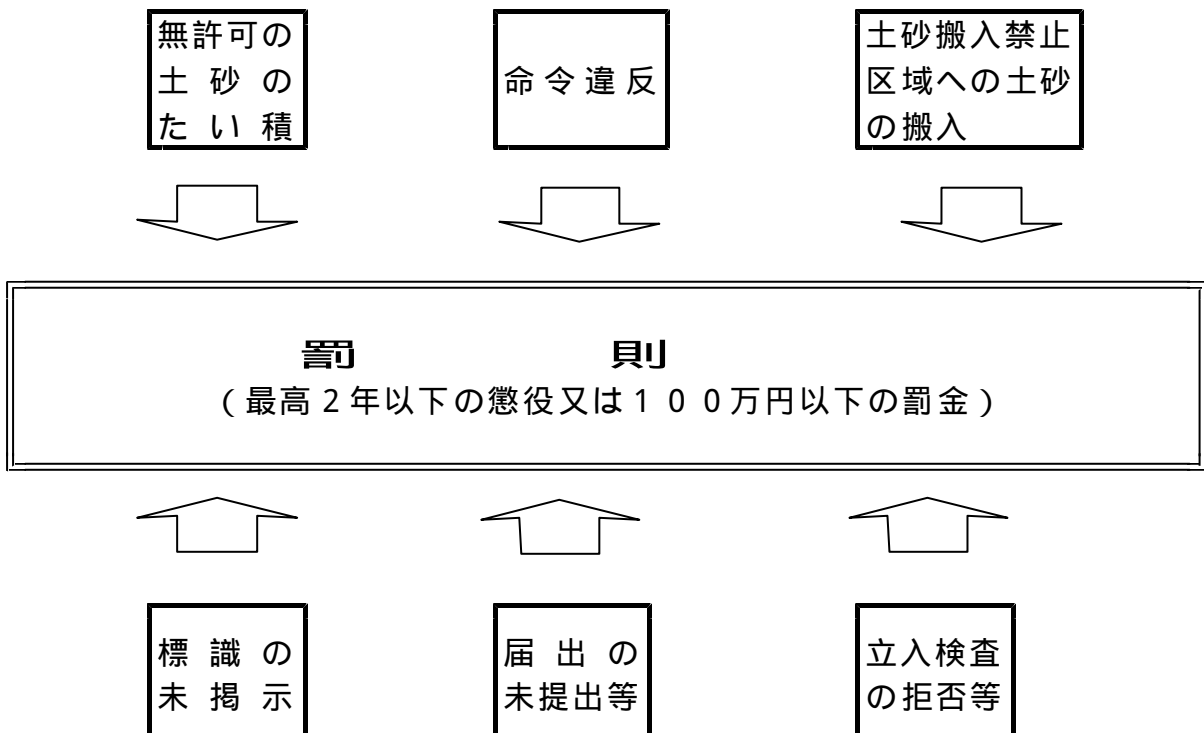 無許可の
土砂の
たい積
命令違反
土砂搬入禁止
区域への土砂
の搬入
罰則
（最高２年以下の懲役又は１００万円以下の罰金）
標識の
未掲示
届出の
未提出等
立入検査
の拒否等